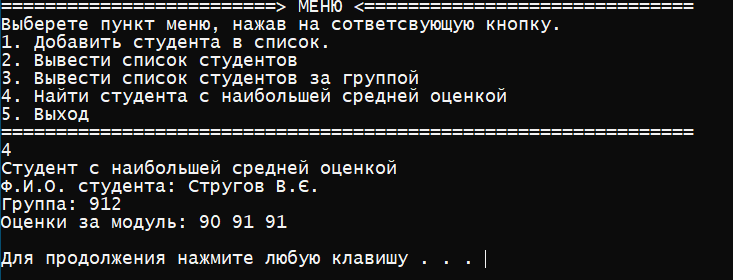 =========================> МЕНЮ <==============================
Выберете пункт меню, нажав на сответсвующую кнопку.
1. Добавить студента в список.
2. Вывести список студентов
3. Вывести список студентов за группой
4. Найти студента с наибольшей средней оценкой
5. Выход
===============================================================
4
Студент с наибольшей средней оценкой
Ф.И.О. студента: Стругов В.Є.
Группа: 912
Оценки за модуль: 90 91 91
Для продолжения нажмите любую клавишу . . .